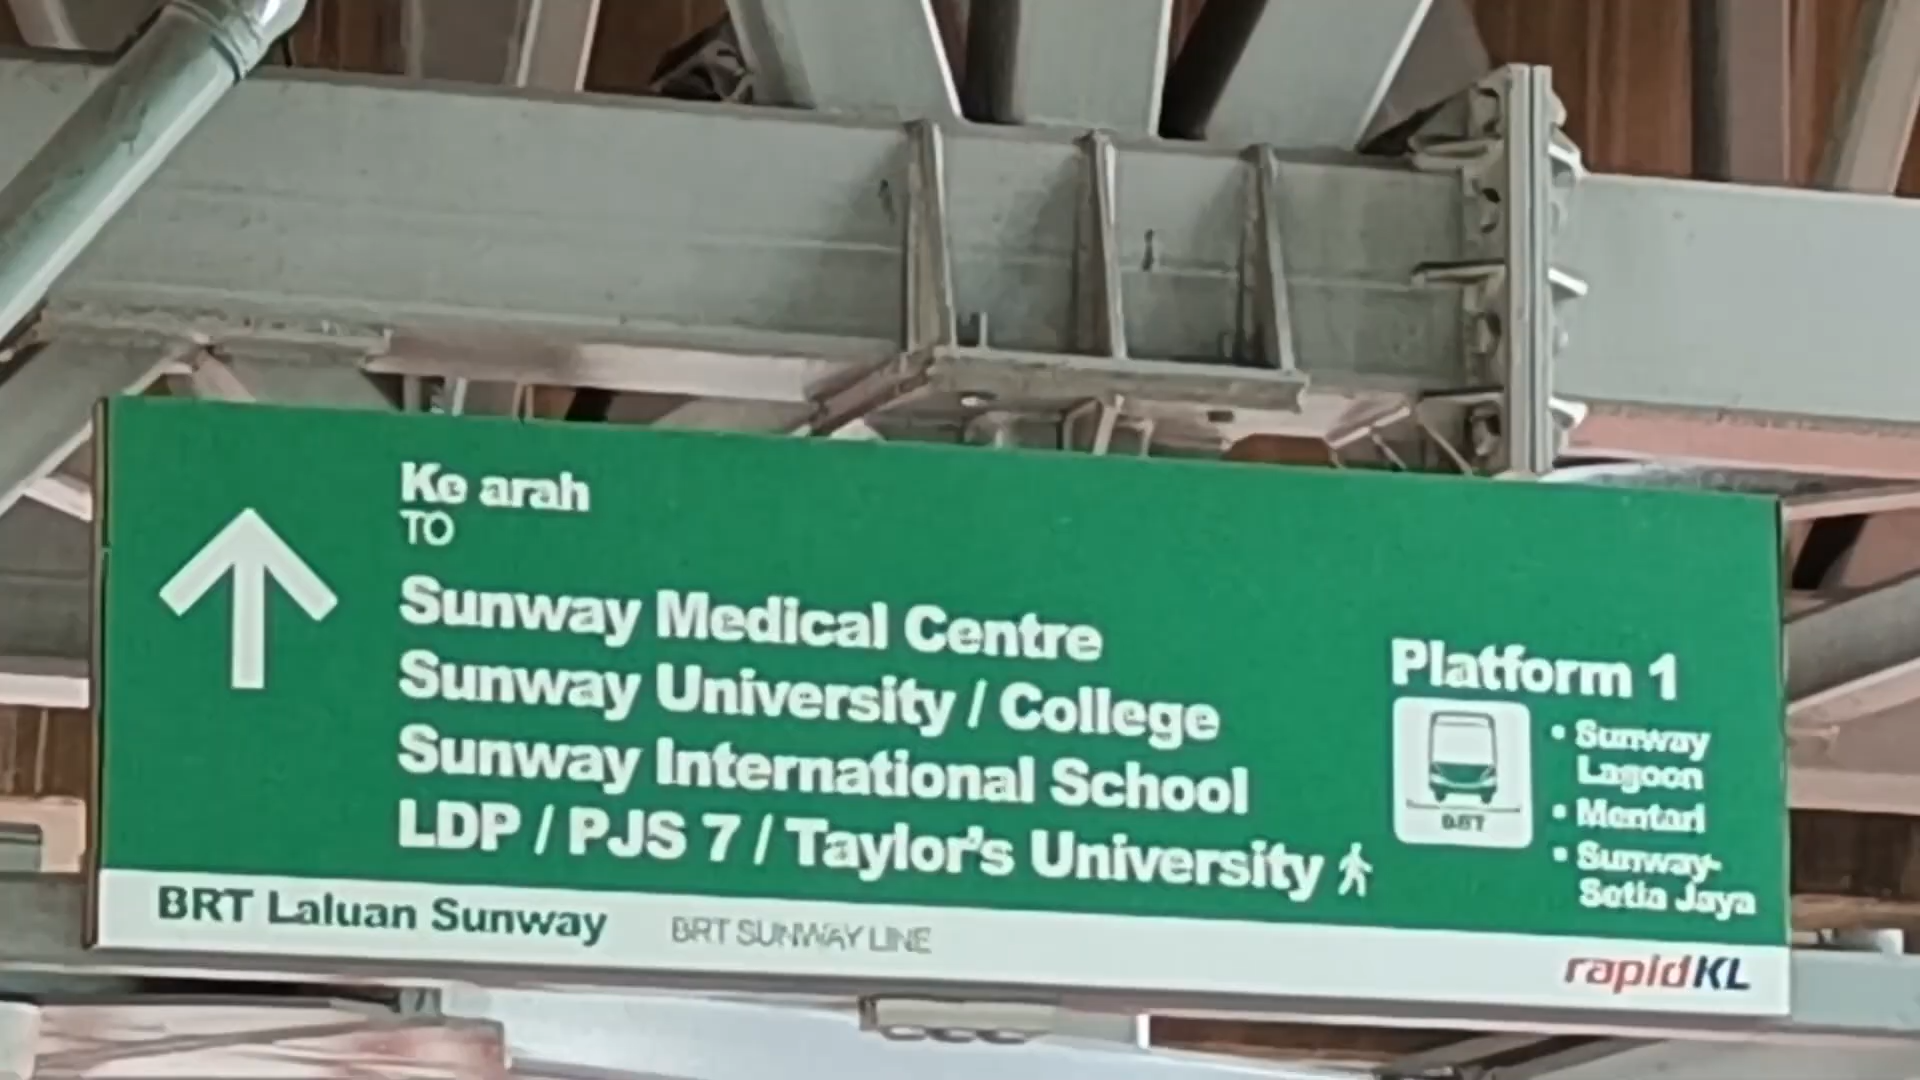 Ke arah
TO
Sunway Medical Centre
Sunway University / College
Sunway International School
LDP / PJS 7 / Taylor's University
Platform 1
BRT
• Sunway
Lagoon
• Mentari
• Sunway-
Setia Jaya
BRT Laluan Sunway
BRT SUNWAY LINE
rapidKL